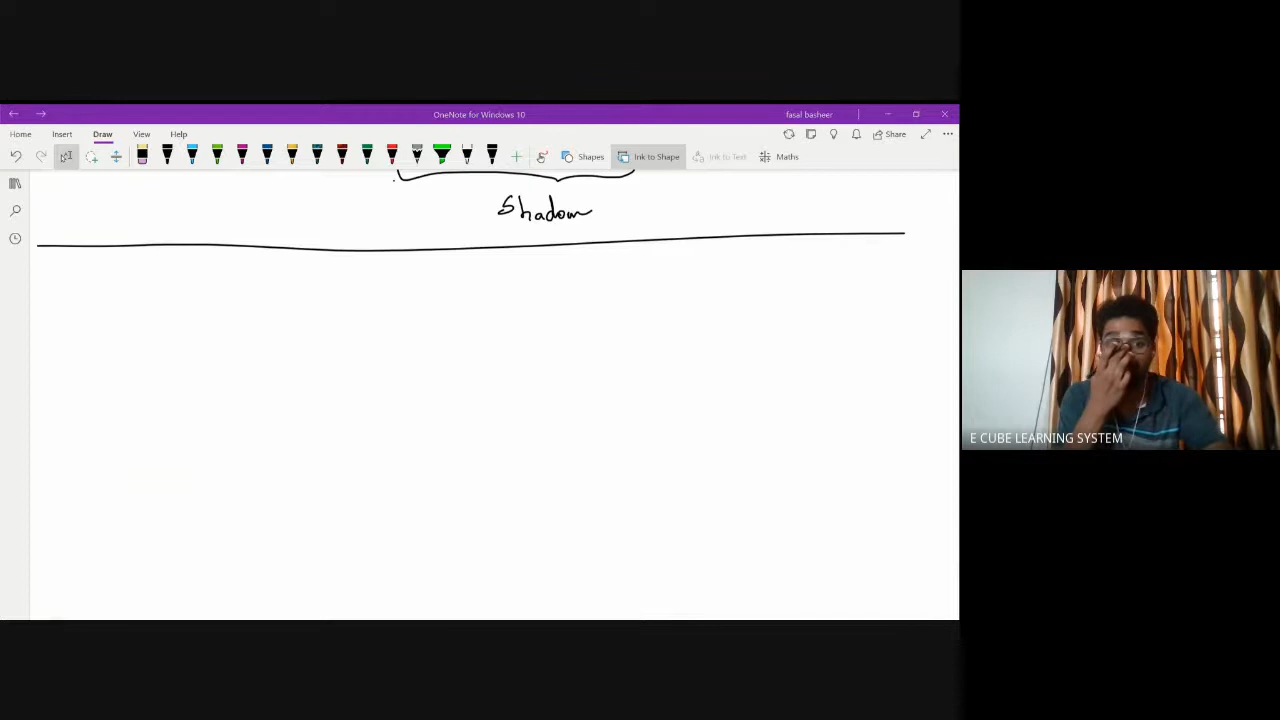 OneNote for Windows 10
fasal basheer
Home Insert Draw View Help
Share
Shapes Ink to Shape Ink to Text Maths
Shadow
E CUBE LEARNING SYSTEM